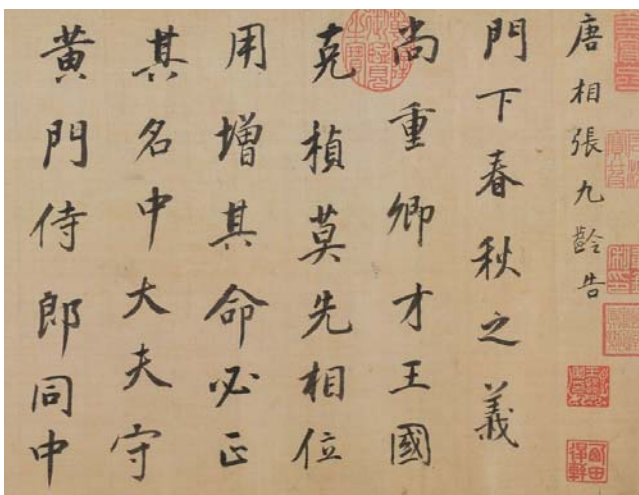 唐相張九齡告
門下春秋之義
尚重卿才王國
克楨莫先相位
用增其命必正
其名中大夫守
黃門侍郎同中